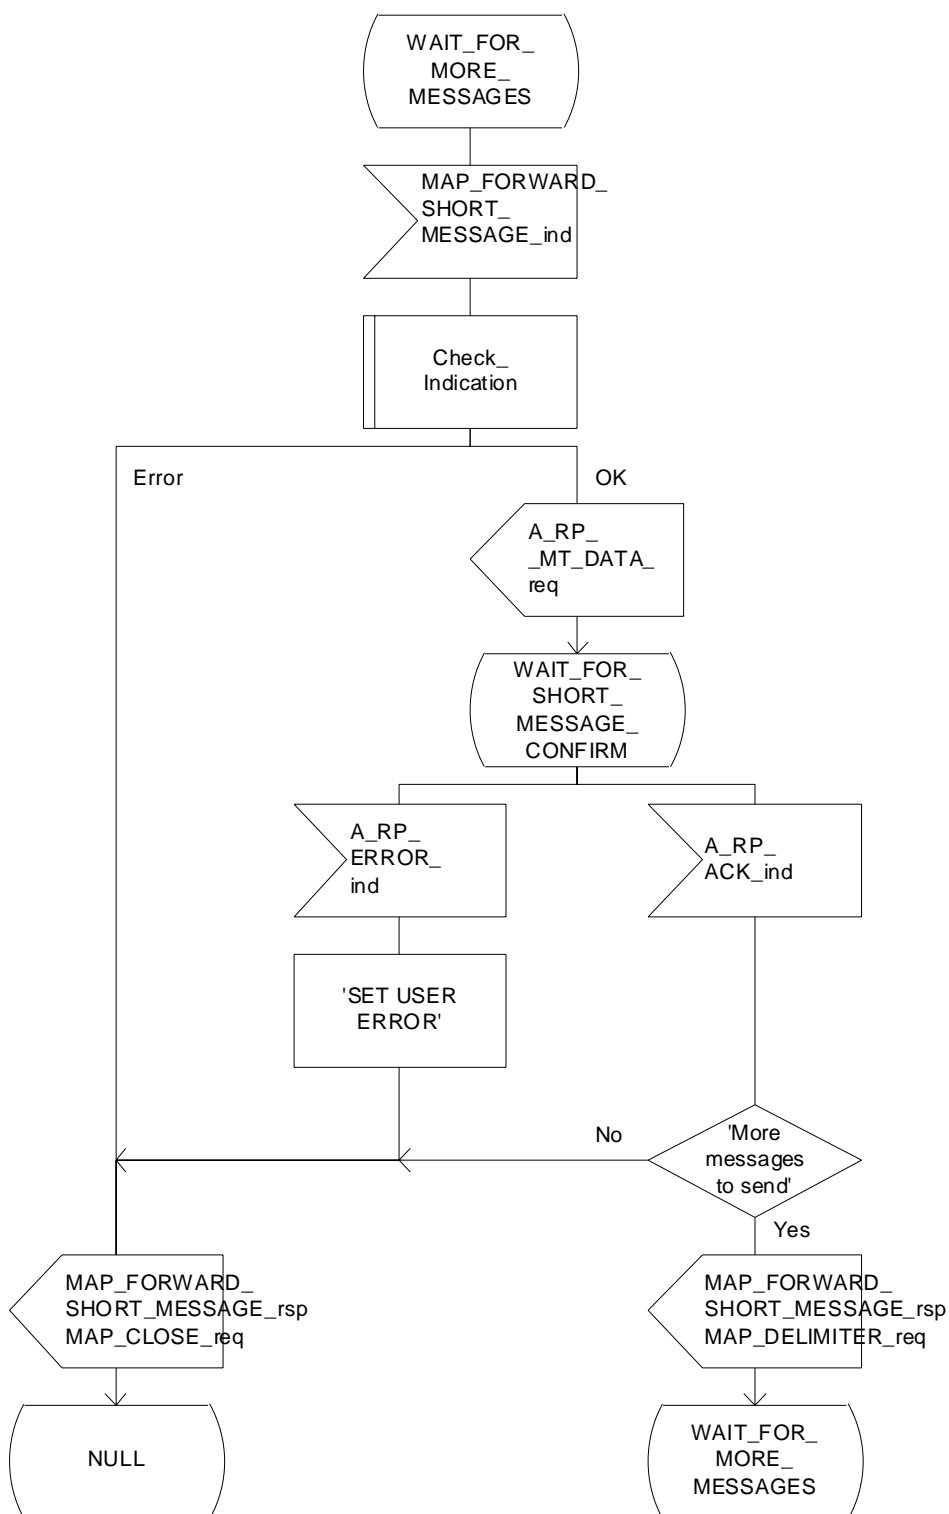 WAIT_FOR_
MORE_
MESSAGES
MAP_FORWARD_
SHORT_
MESSAGE_ind
Check_
Indication
Error
OK
A_RP_
_MT_DATA_
req
WAIT_FOR_
SHORT_
MESSAGE_
CONFIRM
A_RP_
ERROR_
ind
A_RP_
ACK_ind
'SET USER
ERROR'
No
'More
messages
to send'
Yes
MAP_FORWARD_
SHORT_MESSAGE_rsp
MAP_CLOSE_req
MAP_FORWARD_
SHORT_MESSAGE_rsp
MAP_DELIMITER_req
NULL
WAIT_FOR_
MORE_
MESSAGES